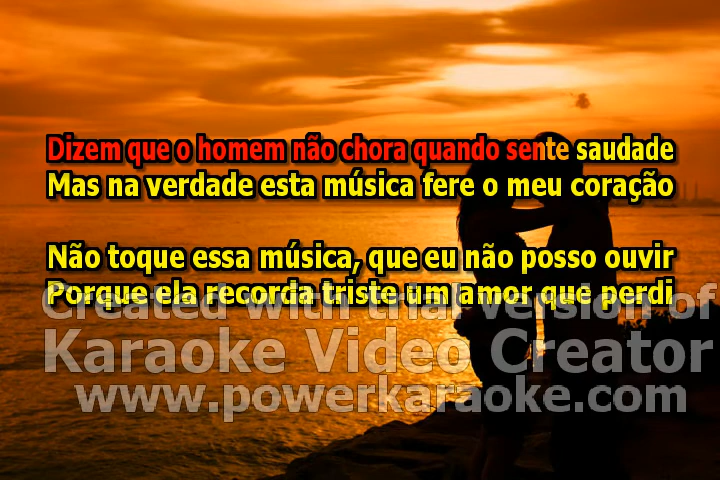 Dizem que o homem não chora quando sente saudade
Mas na verdade esta música fere o meu coração
Não toque essa música, que eu não posso ouvir
Porque ela recorda triste um amor que perdi
Created with trial version of
Karaoke Video Creator
www.powerkaraoke.com